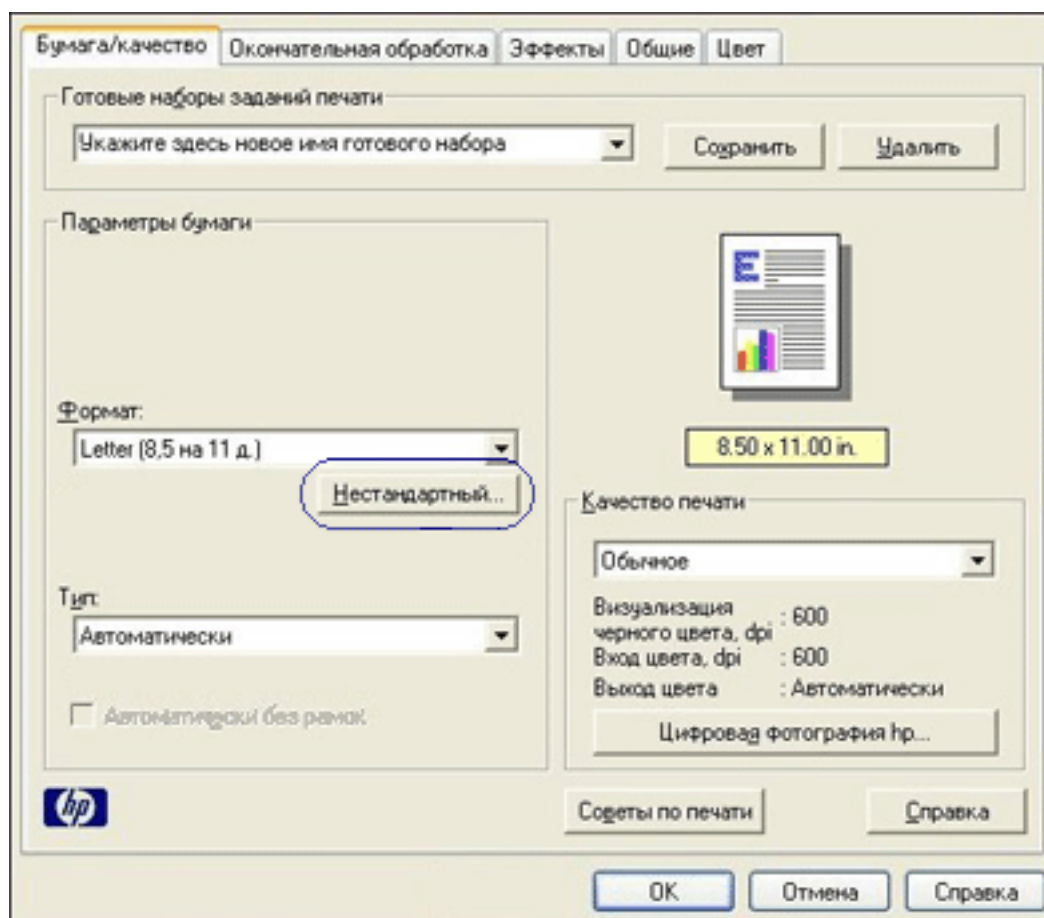 Бумага/качество Окончательная обработка Эффекты Общие Цвет
Готовые наборы заданий печати
Укажите здесь новое имя готового набора Сохранить Удалить
Параметры бумаги
E
Формат:
Letter (8,5 на 11 д.)
8.50 x 11.00 in.
Нестандартный...
Качество печати
Обычное
Тип:
Автоматически
Визуализация
черного цвета, dpi : 600
Вход цвета, dpi : 600
Выход цвета : Автоматически
Автоматически без рамок
Цифровая фотография hp...
hp
Советы по печати Справка
OK Отмена Справка